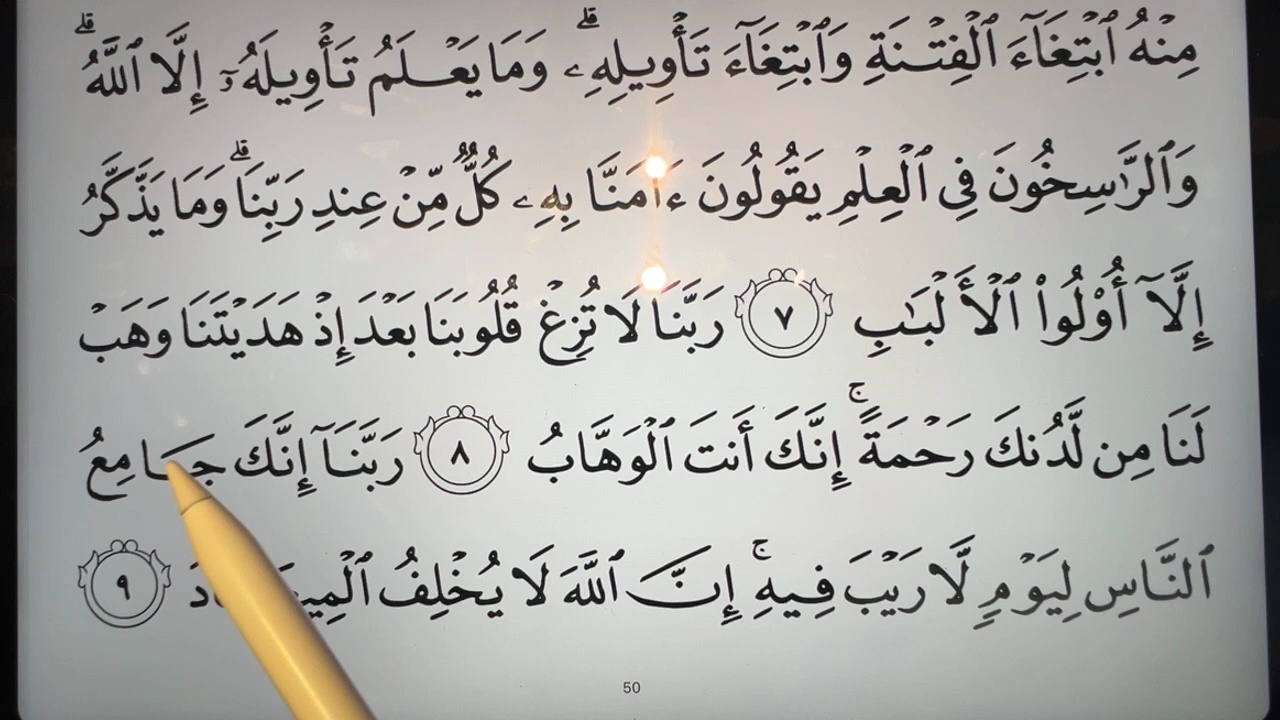 مِنْهُ ٱبْتِغَآءَ ٱلْفِتْنَةِ وَٱبْتِغَآءَ تَأْوِيلِهِۦ ۗ وَمَا يَعْلَمُ تَأْوِيلَهُۥٓ إِلَّا ٱللَّهُ ۗ
وَٱلرَّٰسِخُونَ فِى ٱلْعِلْمِ يَقُولُونَ ءَامَنَّا بِهِۦ كُلٌّ مِّنْ عِندِ رَبِّنَا ۗ وَمَا يَذَّكَّرُ
إِلَّآ أُو۟لُوا۟ ٱلْأَلْبَٰبِ ٧ رَبَّنَا لَا تُزِغْ قُلُوبَنَا بَعْدَ إِذْ هَدَيْتَنَا وَهَبْ
لَنَا مِن لَّدُنكَ رَحْمَةً ۚ إِنَّكَ أَنتَ ٱلْوَهَّابُ ٨ رَبَّنَآ إِنَّكَ جَامِعُ
ٱلنَّاسِ لِيَوْمٍ لَّا رَيْبَ فِيهِ ۚ إِنَّ ٱللَّهَ لَا يُخْلِفُ ٱلْمِيعَادَ ٩
50